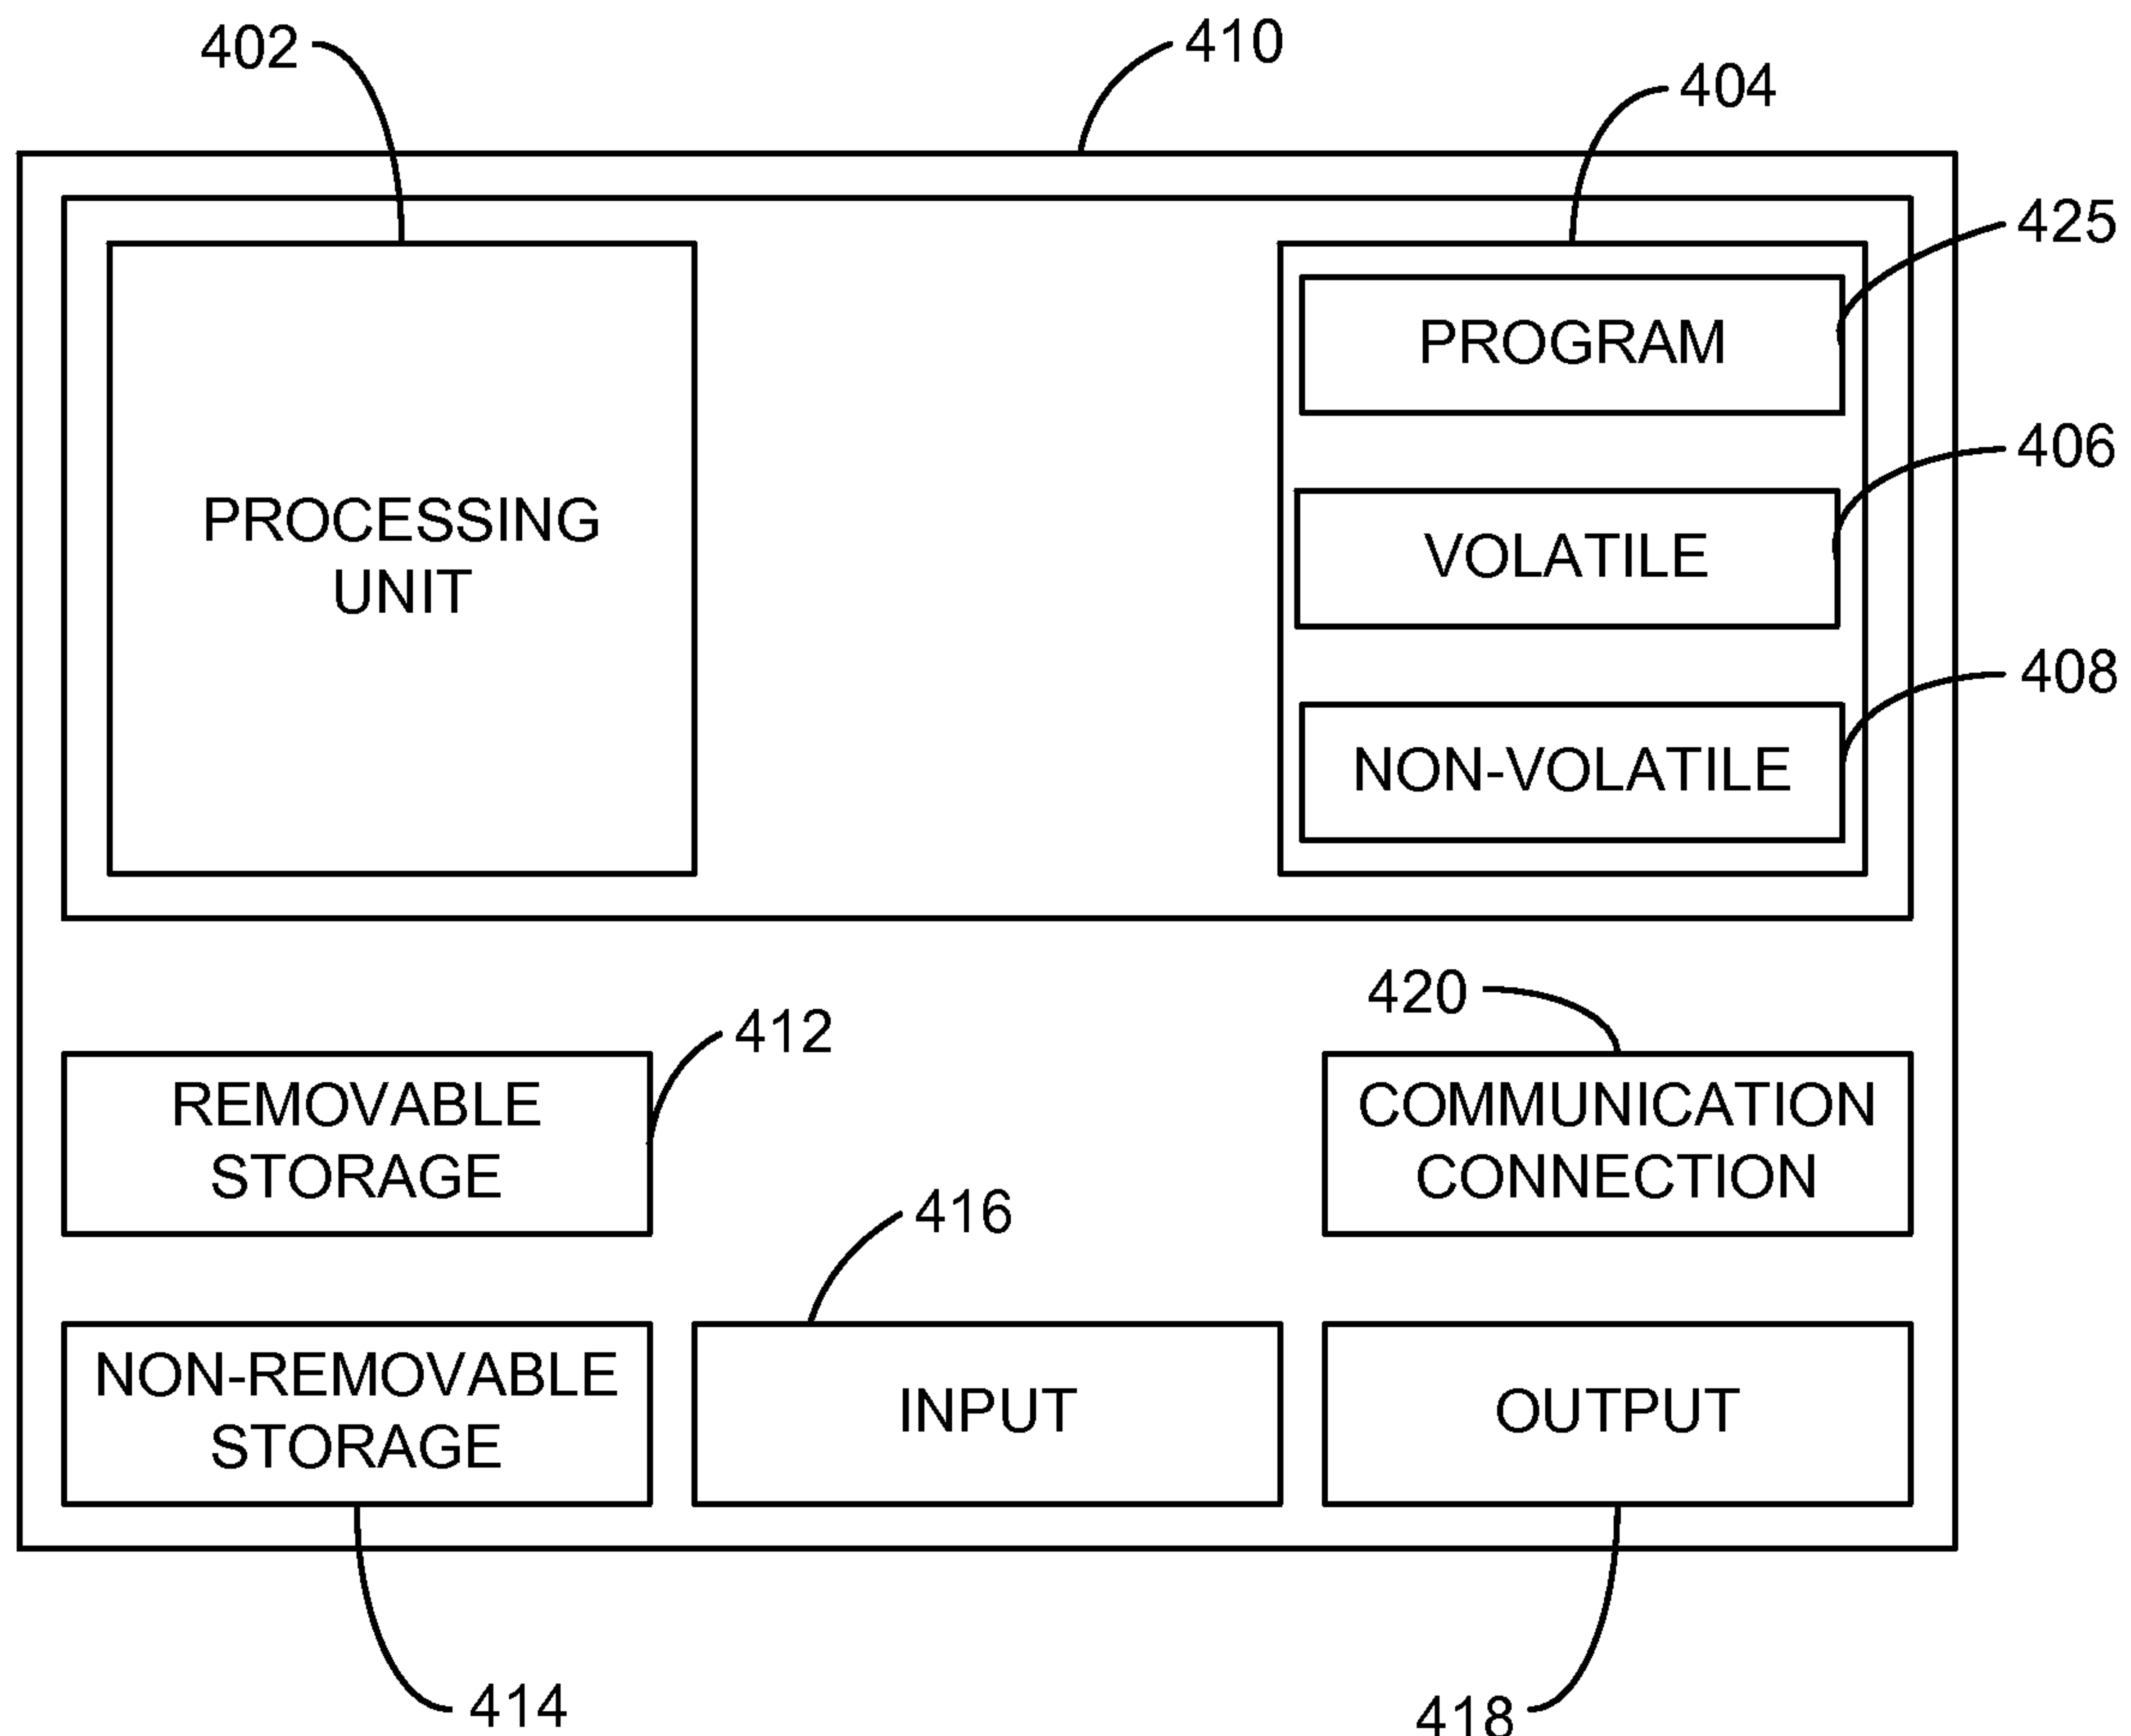 402
410
404
425
PROGRAM
406
PROCESSING
UNIT
VOLATILE
408
NON-VOLATILE
420
412
REMOVABLE
STORAGE
COMMUNICATION
CONNECTION
416
NON-REMOVABLE
STORAGE
INPUT
OUTPUT
414
418